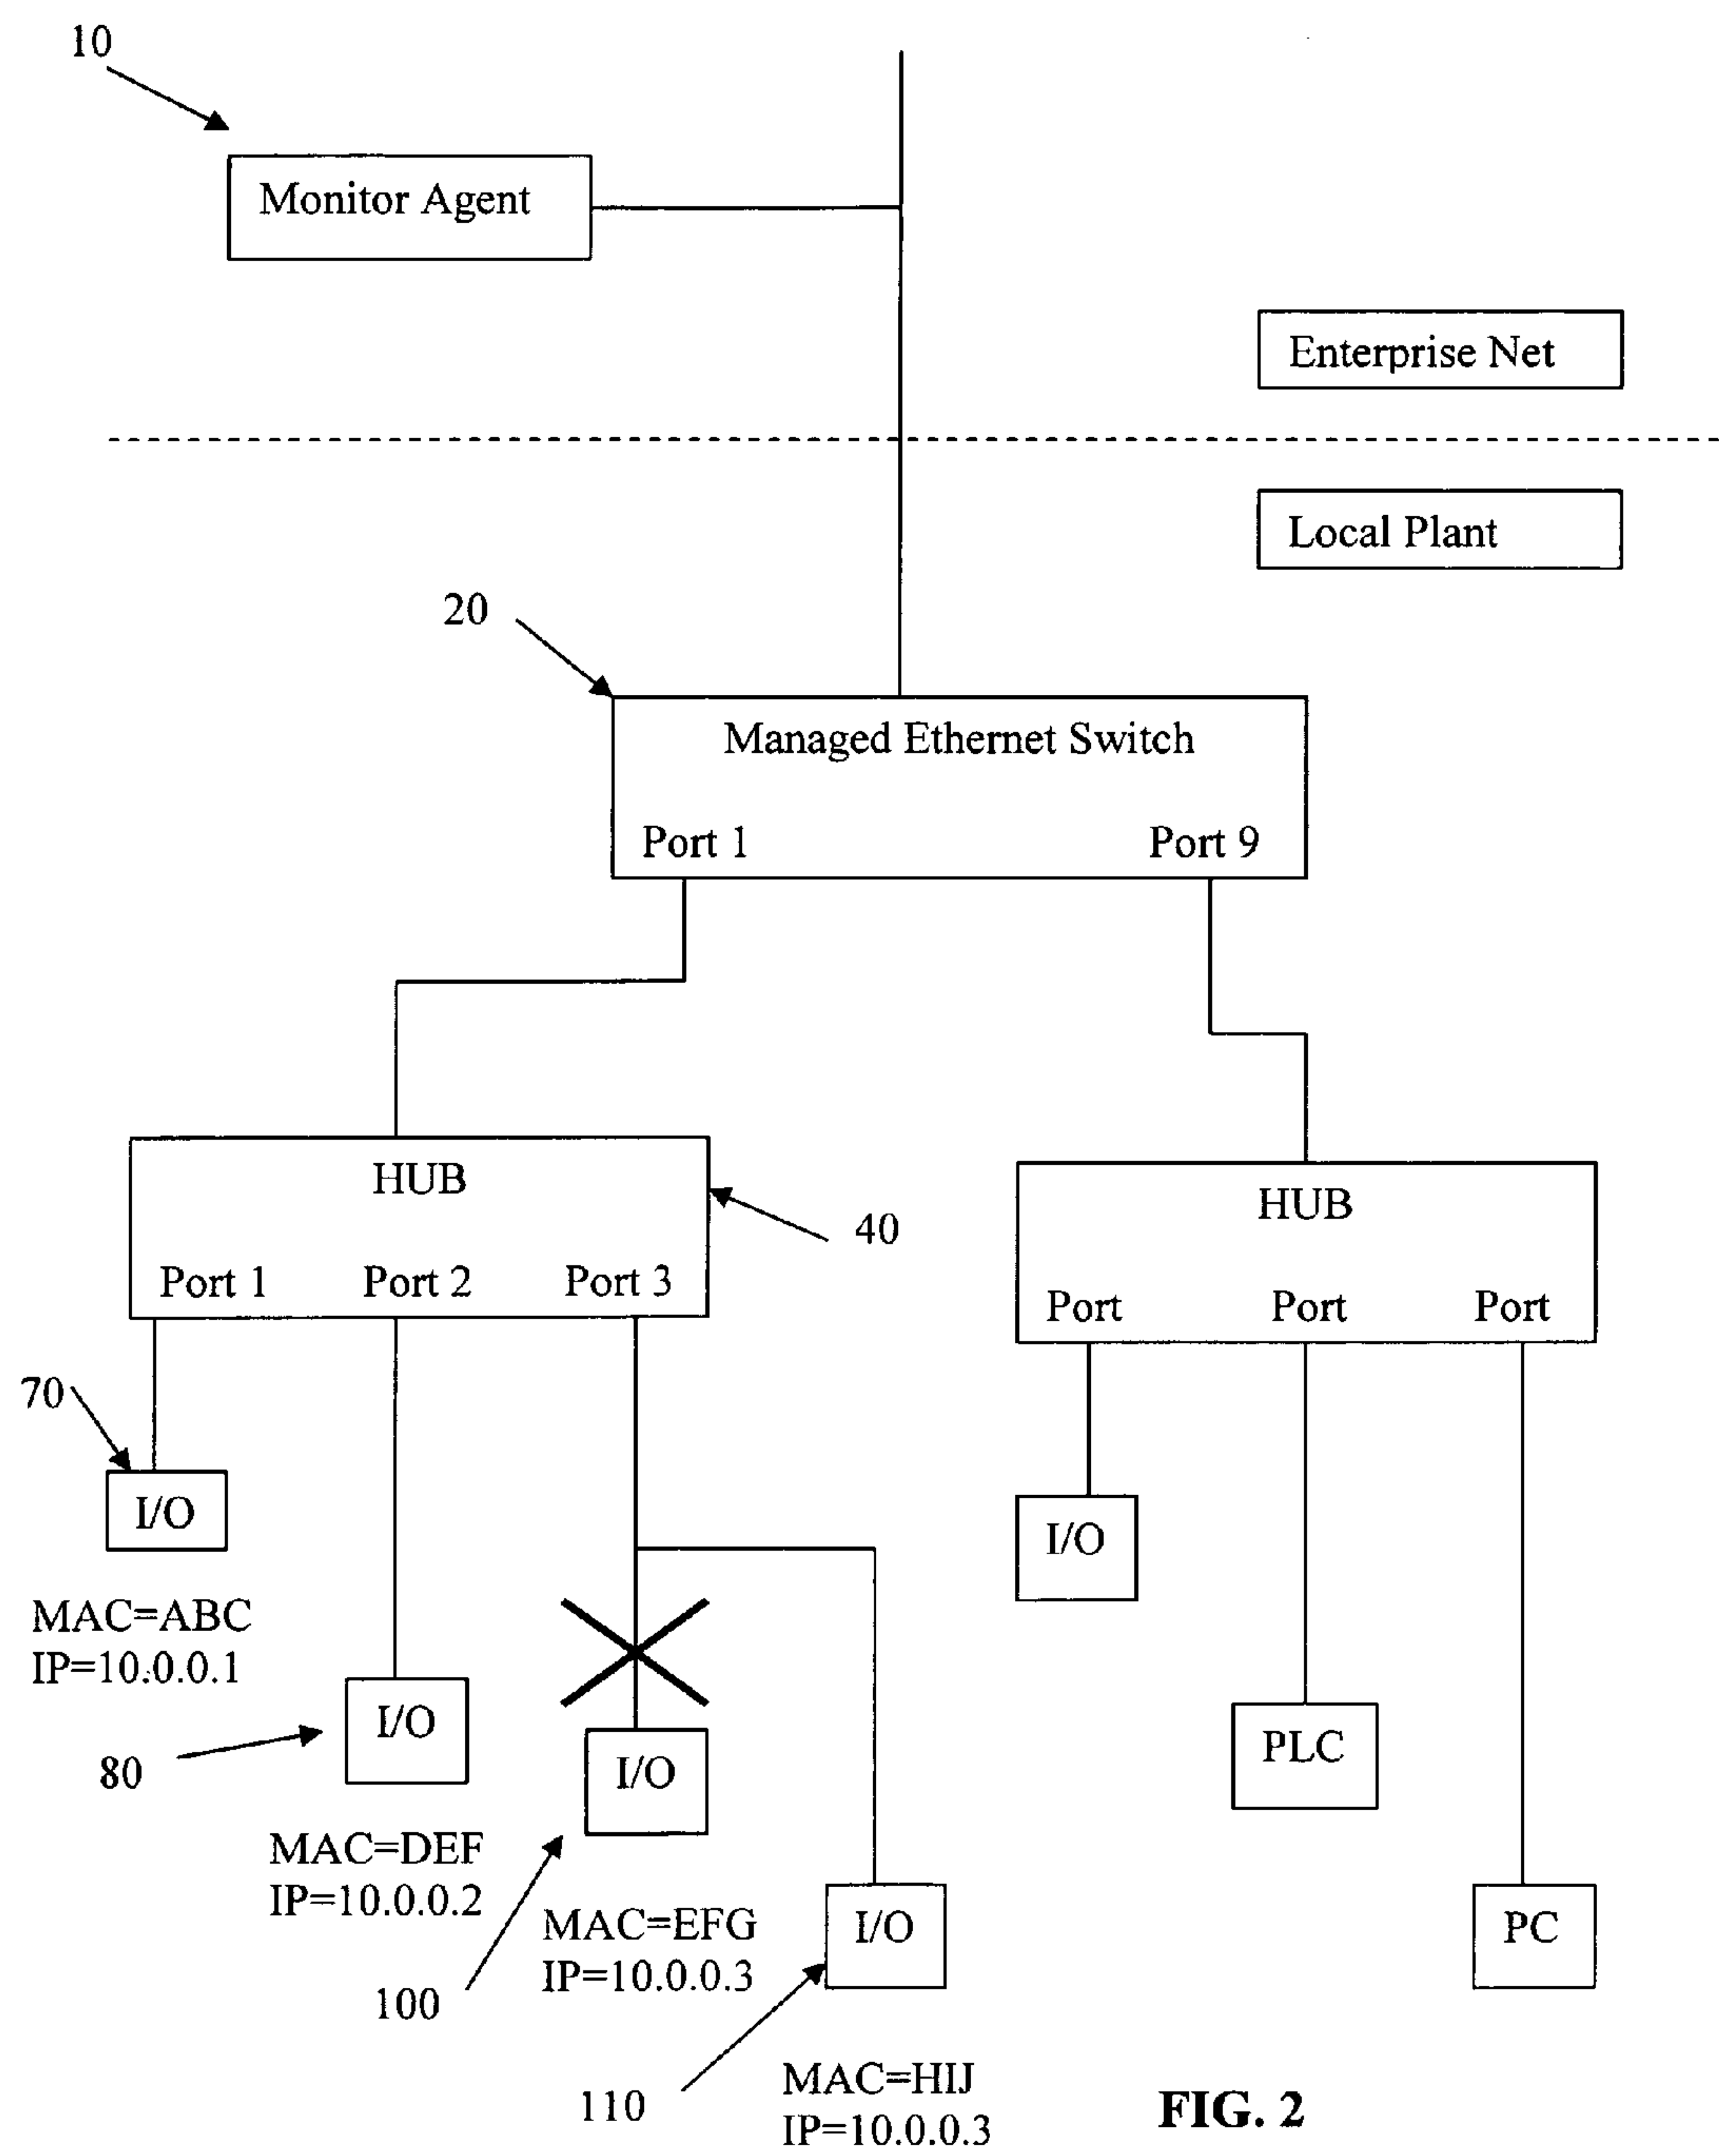 10
Monitor Agent
Enterprise Net
Local Plant
20
Managed Ethernet Switch
Port 1
Port 9
HUB
40
Port 1
Port 2
Port 3
HUB
Port
Port
Port
70
I/O
MAC=ABC
IP=10.0.0.1
80
I/O
MAC=DEF
IP=10.0.0.2
100
I/O
MAC=EFG
IP=10.0.0.3
110
I/O
MAC=HIJ
IP=10.0.0.3
I/O
PLC
PC
FIG. 2